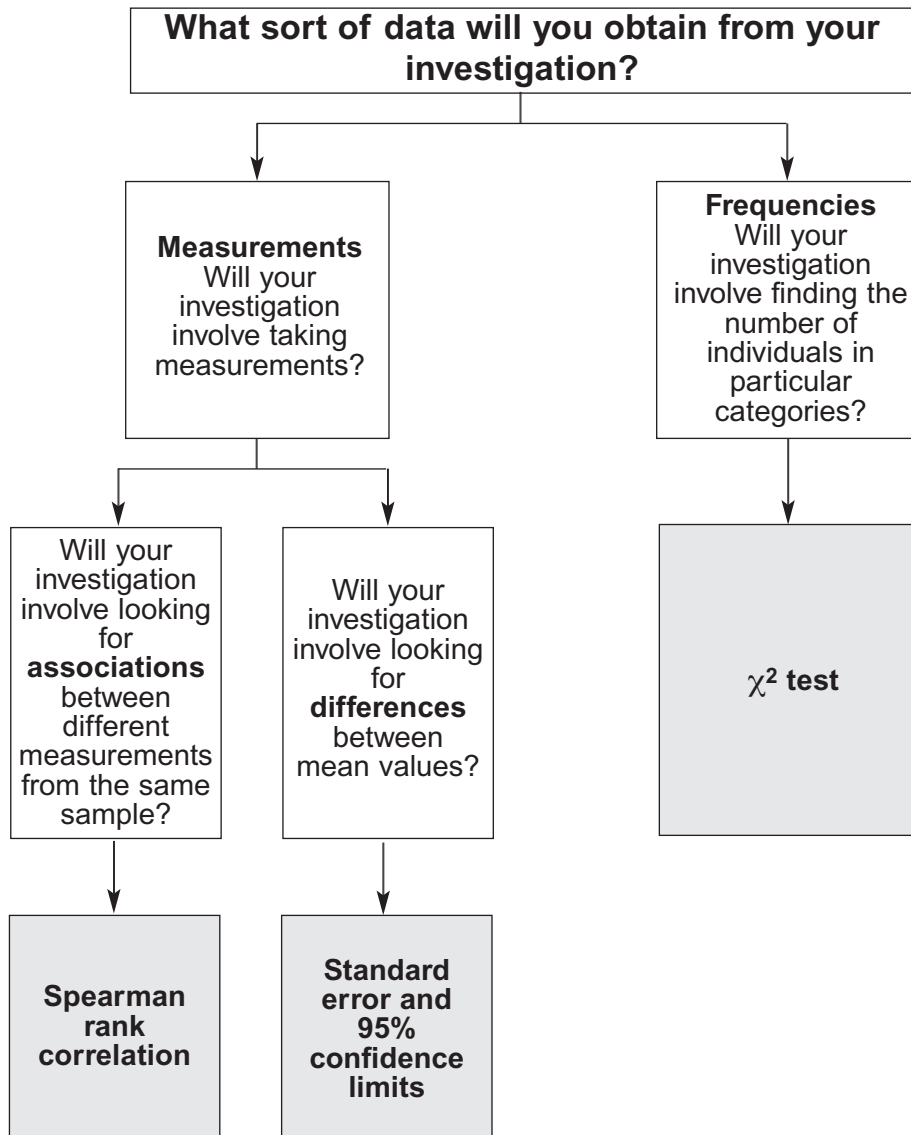 What sort of data will you obtain from your
investigation?
Measurements
Will your
investigation
involve taking
measurements?
Frequencies
Will your
investigation
involve finding the
number of
individuals in
particular
categories?
Will your
investigation
involve looking
for
associations
between
different
measurements
from the same
sample?
Will your
investigation
involve looking
for
differences
between
mean values?
χ² test
Spearman
rank
correlation
Standard
error and
95%
confidence
limits